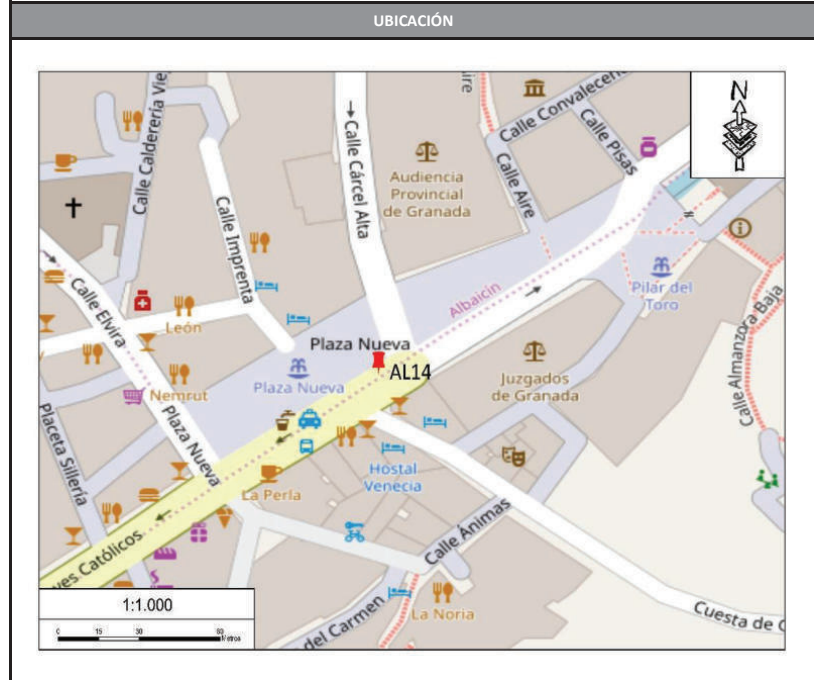 UBICACIÓN
N
Calle Calderería Vie
Calle Cárcel Alta
Calle Imprenta
Audiencia
Provincial
de Granada
Calle Convalecen
Calle Pisas
Calle Aire
Pilar del
Toro
Calle Elvira
León
Nemrut
Plaza Nueva
Plaza Nueva
Plaza Nueva
AL14
Albaicín
Juzgados
de Granada
Calle Almanzora Baja
Placeta Sillería
La Perla
Hostal
Venecia
yes Católicos
Calle Ánimas
La Noria
del Carmen
Cuesta de
1:1.000
0 15 30 60
Metros